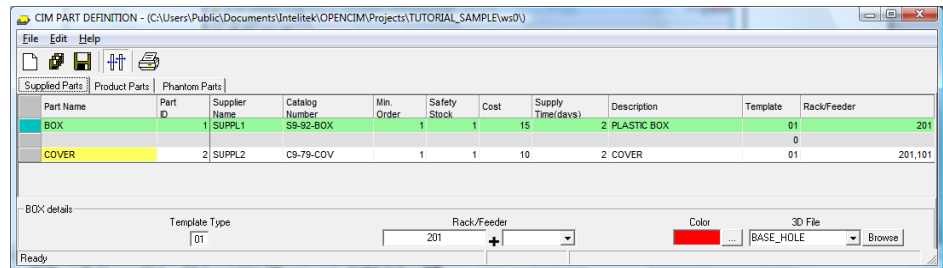 CIM PART DEFINITION - (C:\Users\Public\Documents\Intelitek\OPENCIM\Projects\TUTORIAL_SAMPLE\ws0\)
File Edit Help
Supplied Parts Product Parts Phantom Parts
Part Name Part ID Supplier Name Catalog Number Min. Order Safety Stock Cost Supply Time(days) Description Template Rack/Feeder
BOX 1 SUPPL1 S9-92-BOX 1 1 15 2 PLASTIC BOX 01 201
0
COVER 2 SUPPL2 C9-79-COV 1 1 10 2 COVER 01 201,101
BOX details
Template Type Rack/Feeder Color 3D File
01 201 + ... BASE_HOLE Browse
Ready